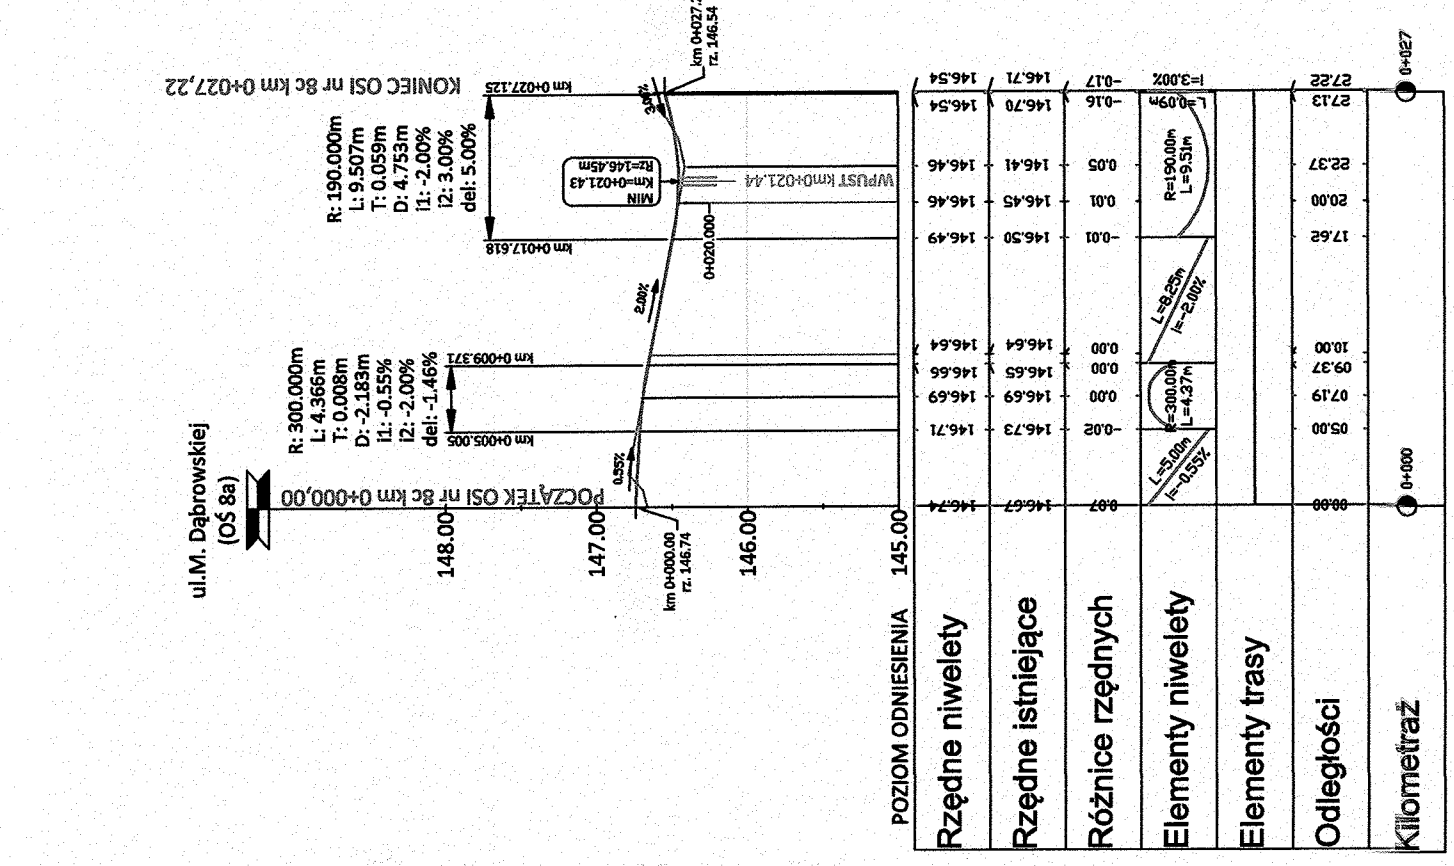 ul.M. Dąbrowskiej
(OŚ 8a)
POCZĄTEK OSI nr 8c km 0+000,00
KONIEC OSI nr 8c km 0+027,22
R: 300.000m
L: 4.366m
T: 0.008m
D: -2.183m
i1: -0.55%
i2: -2.00%
del: -1.46%
km 0+005.005
km 0+009.371
R: 190.000m
L: 9.507m
T: 0.059m
D: 4.753m
i1: -2.00%
i2: 3.00%
del: 5.00%
km 0+017.618
km 0+027.125
148.00
147.00
146.00
145.00
km 0+000.00
rz. 146.74
0.55%
2.00%
3.00%
MIN
Km=0+021.43
Rz=146.45m
0+020.000
WPUST km0+021.44
rz. 146.54
POZIOM ODNIESIENIA
Rzędne niwelety
146.74 146.71 146.69 146.66 146.64 146.49 146.46 146.46 146.54 146.54
Rzędne istniejące
146.67 146.73 146.69 146.65 146.64 146.50 146.45 146.41 146.70 146.71
Różnice rzędnych
0.07 -0.02 0.00 0.00 0.00 -0.01 0.01 0.05 -0.16 -0.17
Elementy niwelety
L=5.00m
i=-0.55%
R=300.00m
L=4.37m
L=8.25m
i=-2.00%
R=190.00m
L=9.51m
L=0.09m
i=3.00%
Elementy trasy
Odległości
00.00 05.00 07.19 09.37 10.00 17.62 20.00 22.37 27.13 27.22
Kilometraż
0+000
0+027